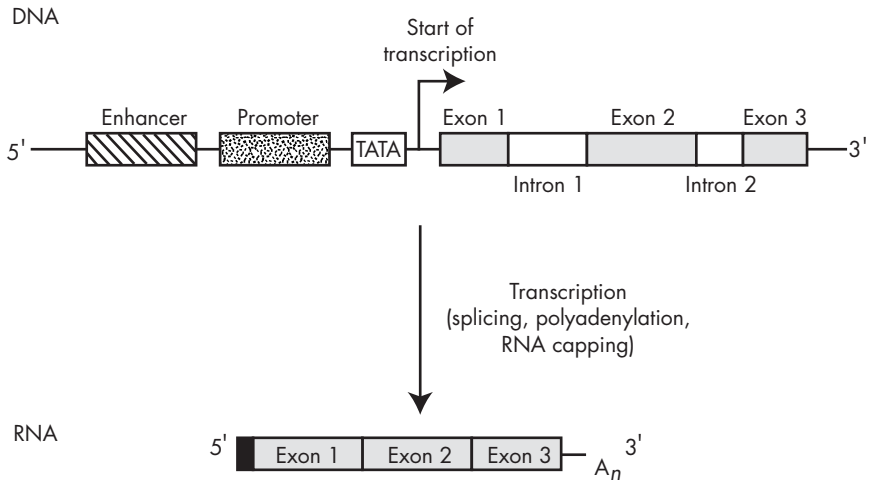 DNA
Start of
transcription
Enhancer
Promoter
Exon 1
Exon 2
Exon 3
5'
TATA
3'
Intron 1
Intron 2
Transcription
(splicing, polyadenylation,
RNA capping)
RNA
5'
Exon 1
Exon 2
Exon 3
3'
An